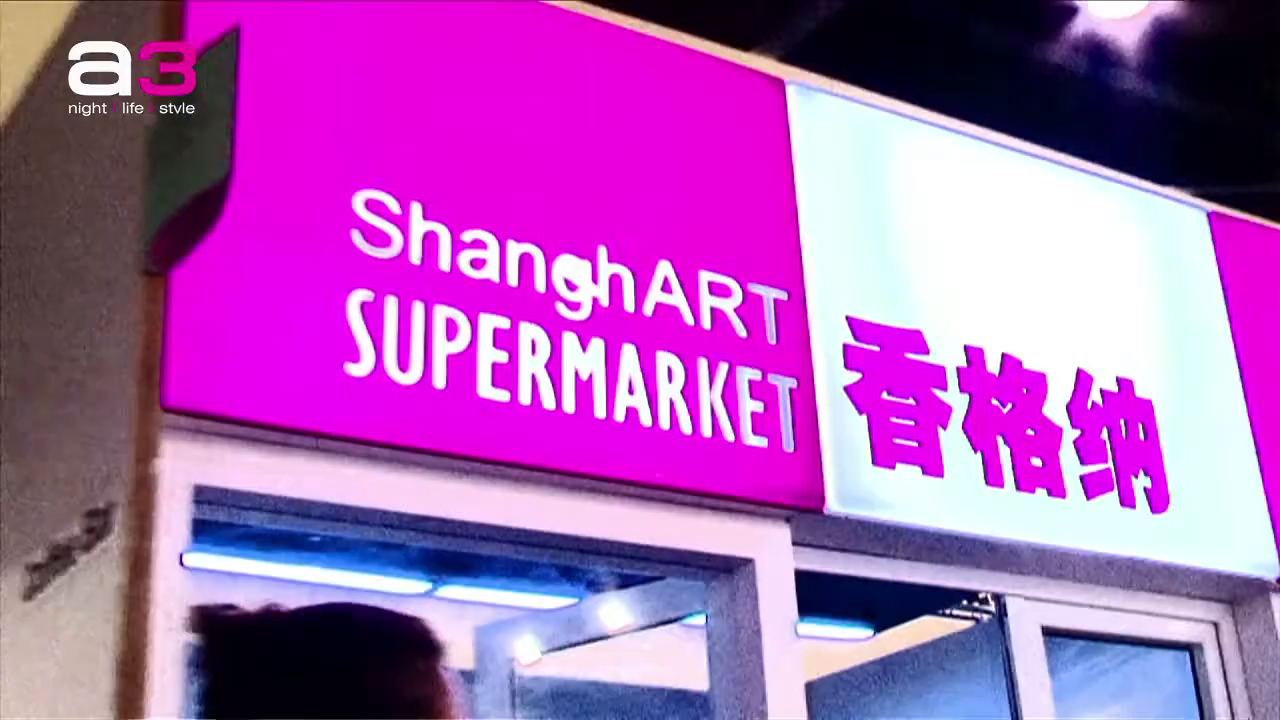 a3
night | life | style
ShanghART
SUPERMARKET
香格纳